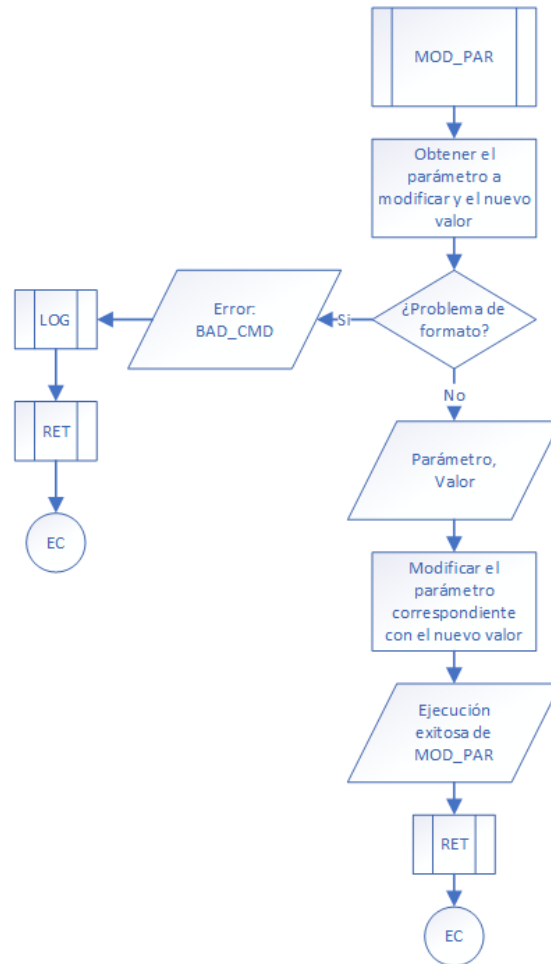 MOD_PAR
Obtener el
parámetro a
modificar y el nuevo
valor
¿Problema de
formato?
Si
Error:
BAD_CMD
LOG
RET
EC
No
Parámetro,
Valor
Modificar el
parámetro
correspondiente
con el nuevo valor
Ejecución
exitosa de
MOD_PAR
RET
EC